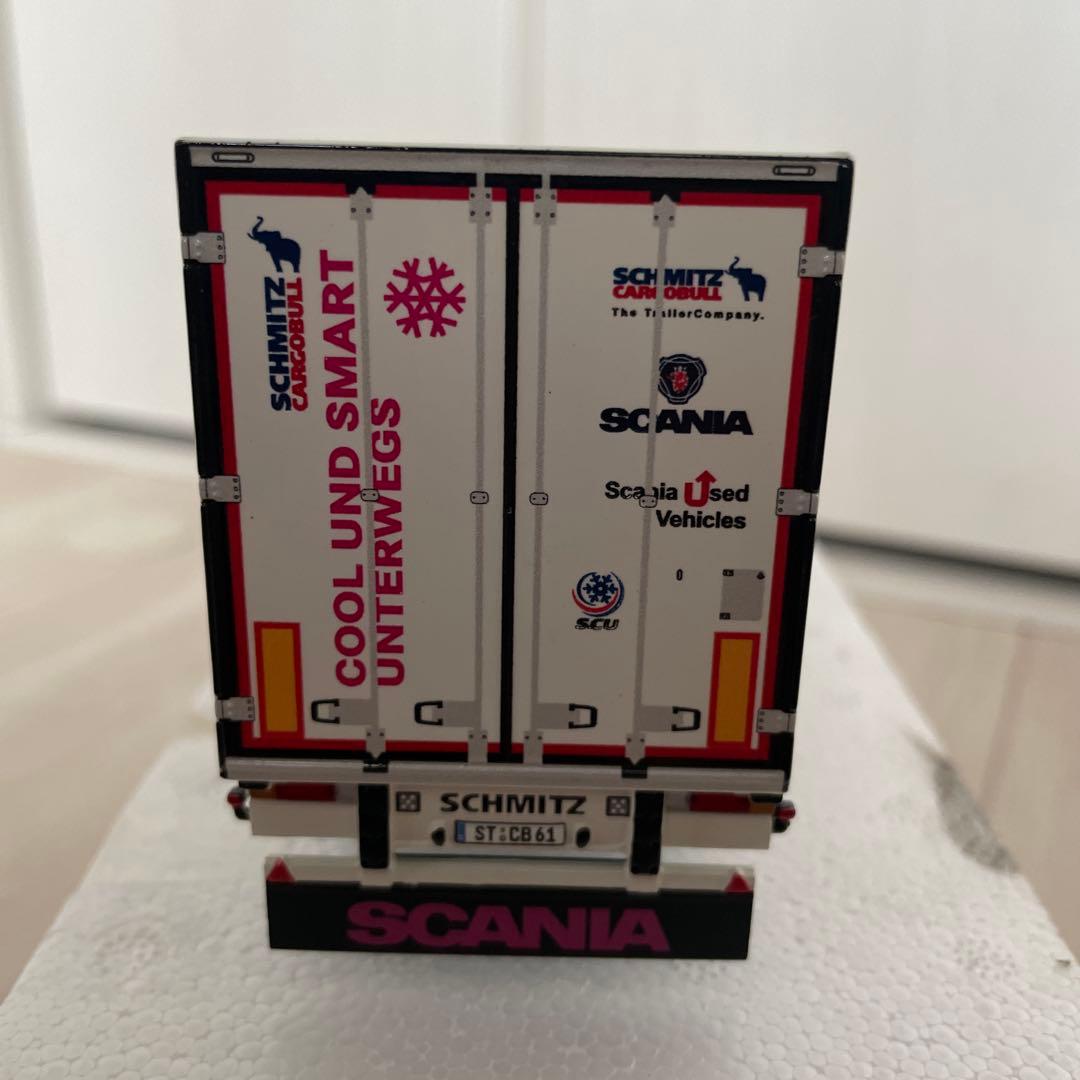 SCHMITZ
CARGOBULL
COOL UND SMART
UNTERWEGS
SCHMITZ
CARGOBULL
The TrailerCompany.
SCANIA
Scania Used
Vehicles
SCU
SCHMITZ
ST CB 61
SCANIA